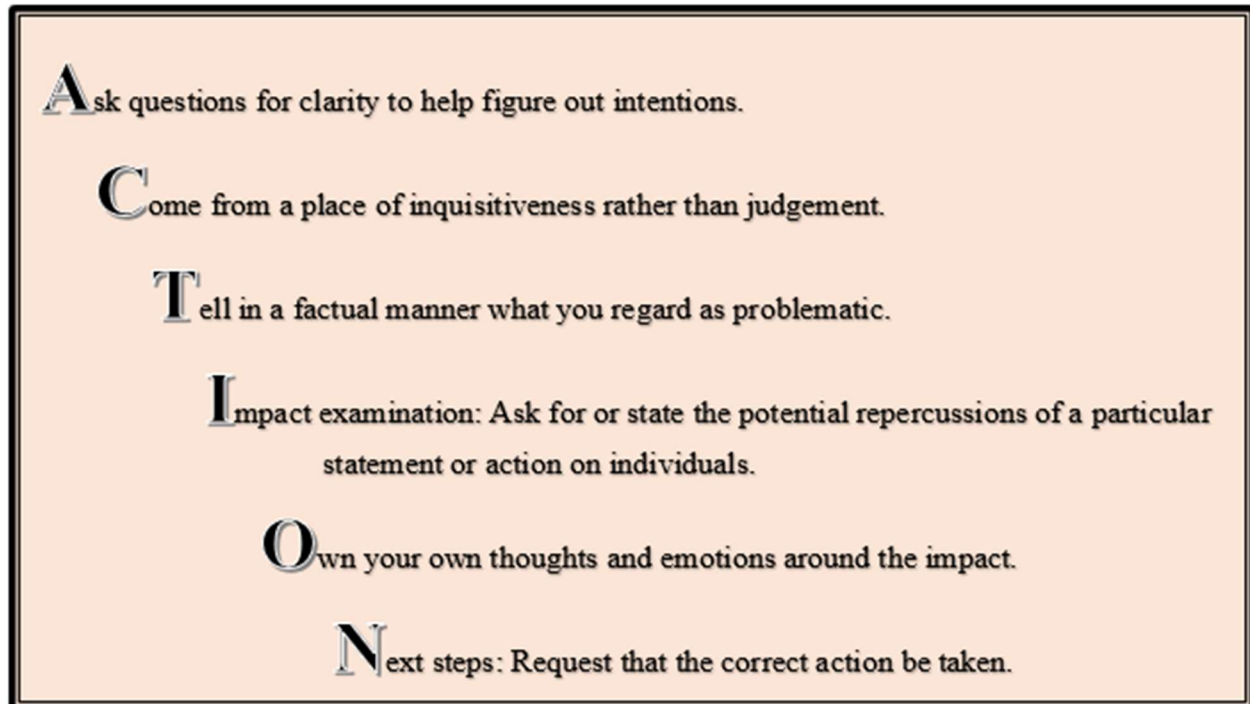 Ask questions for clarity to help figure out intentions.
Come from a place of inquisitiveness rather than judgement.
Tell in a factual manner what you regard as problematic.
Impact examination: Ask for or state the potential repercussions of a particular
statement or action on individuals.
Own your own thoughts and emotions around the impact.
Next steps: Request that the correct action be taken.